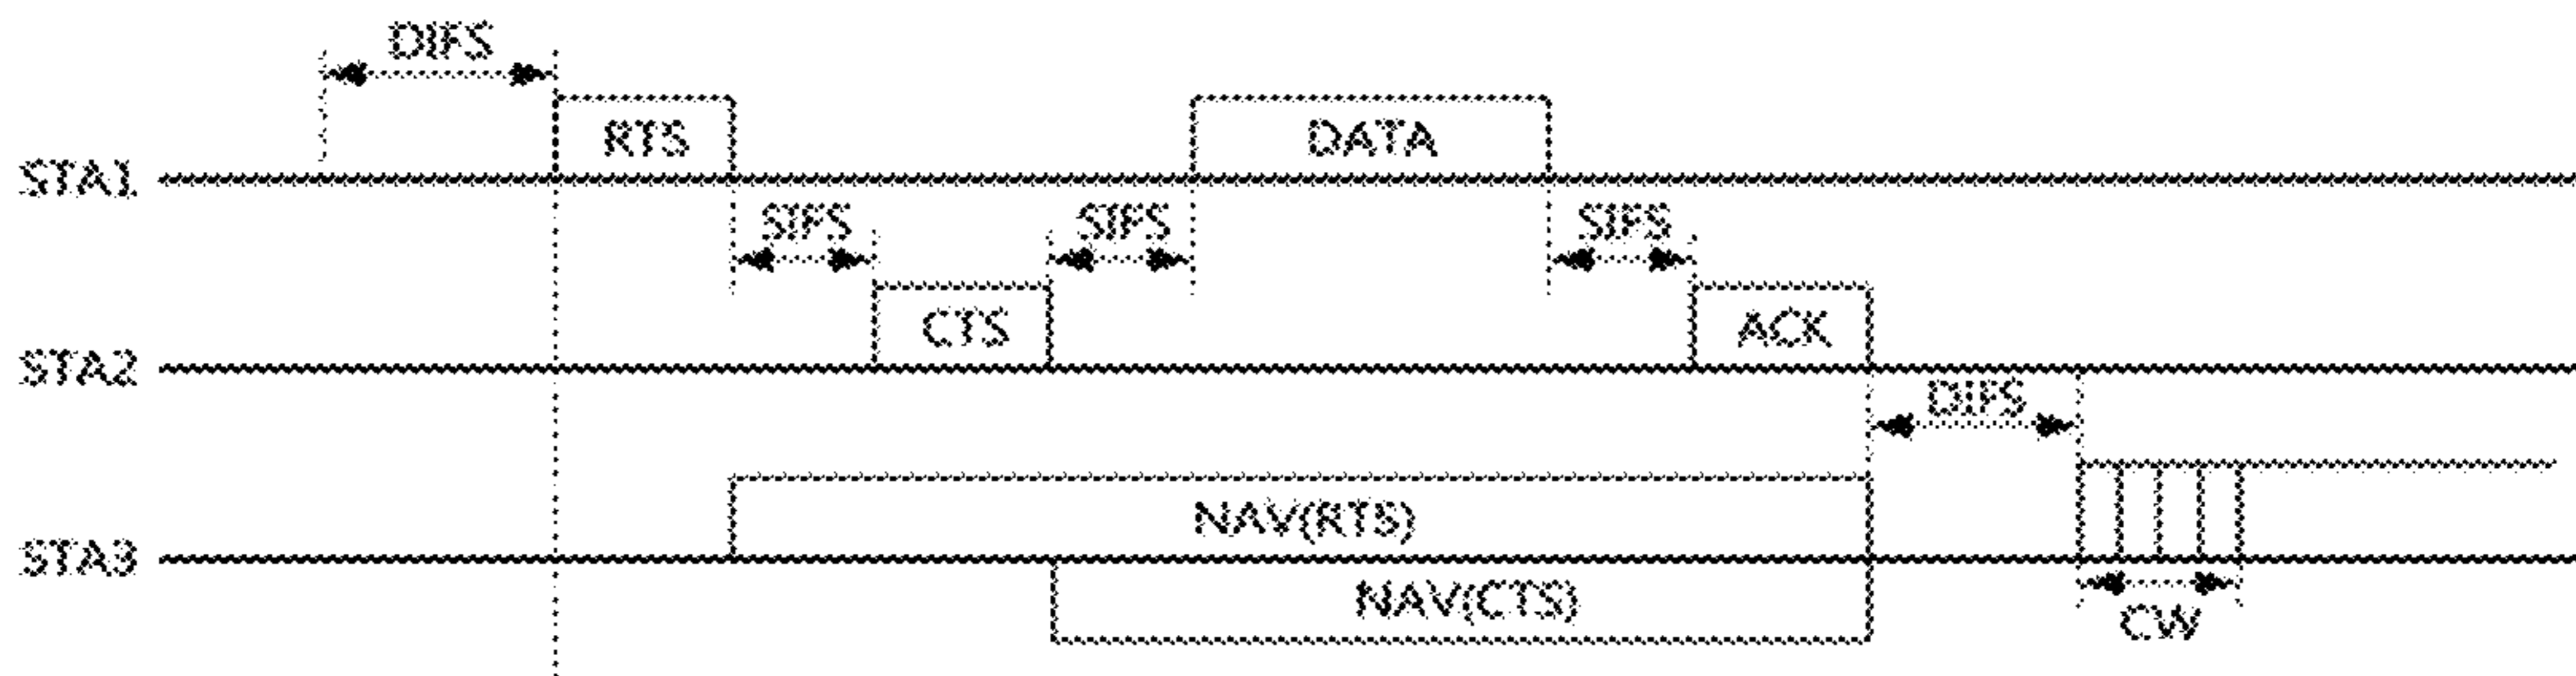 DIFS
RTS
DATA
STA1
SIFS SIFS SIFS
CTS
ACK
STA2
DIFS
NAV(RTS)
STA3
NAV(CTS)
CW